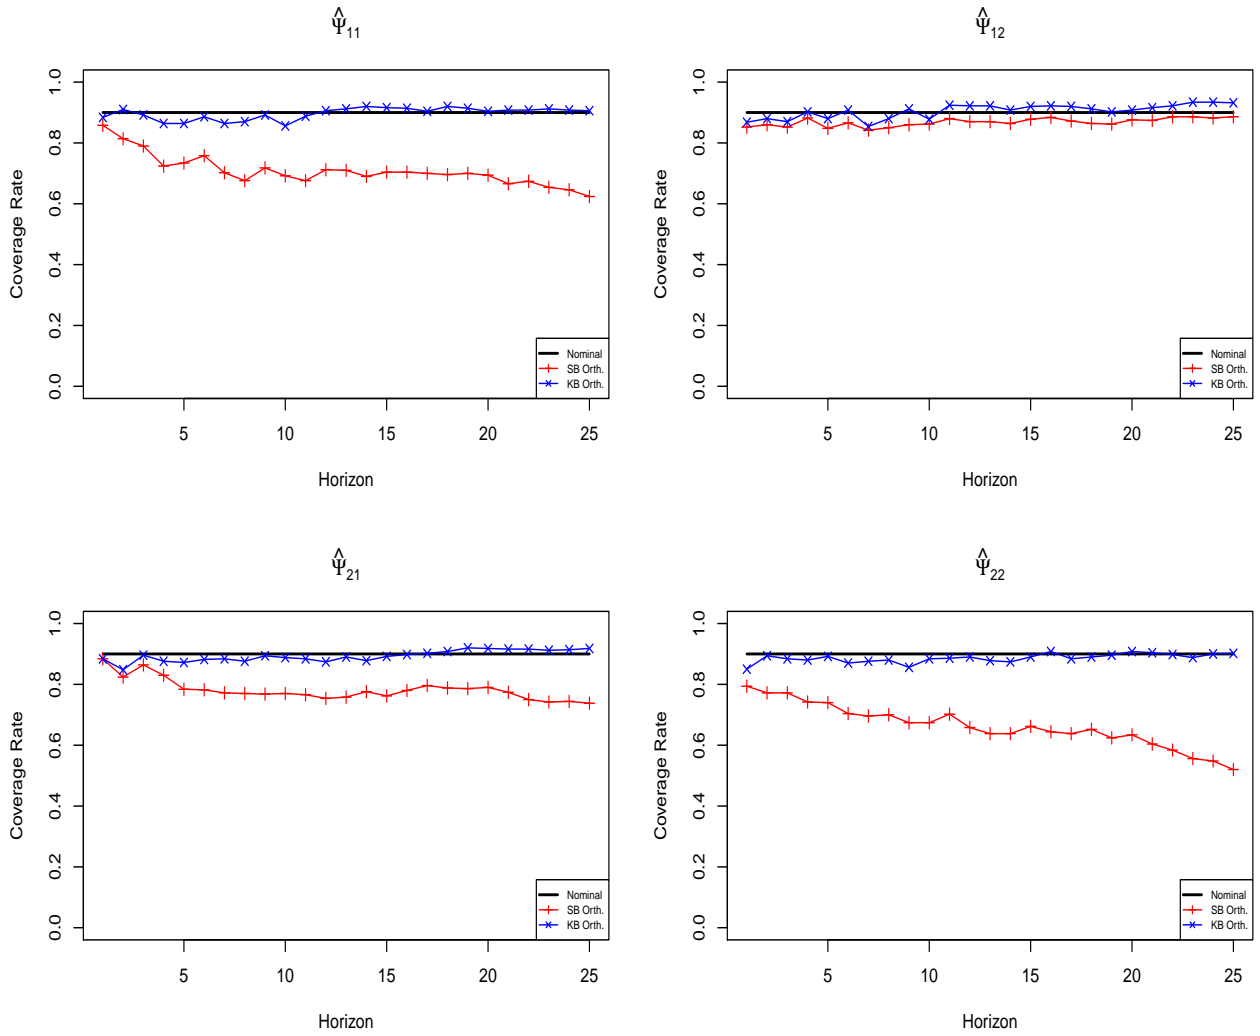 Ψ̂11
Coverage Rate
1.0
0.8
0.6
0.4
0.2
0.0
Nominal
SB Orth.
KB Orth.
5 10 15 20 25
Horizon
Ψ̂12
Coverage Rate
1.0
0.8
0.6
0.4
0.2
0.0
Nominal
SB Orth.
KB Orth.
5 10 15 20 25
Horizon
Ψ̂21
Coverage Rate
1.0
0.8
0.6
0.4
0.2
0.0
Nominal
SB Orth.
KB Orth.
5 10 15 20 25
Horizon
Ψ̂22
Coverage Rate
1.0
0.8
0.6
0.4
0.2
0.0
Nominal
SB Orth.
KB Orth.
5 10 15 20 25
Horizon